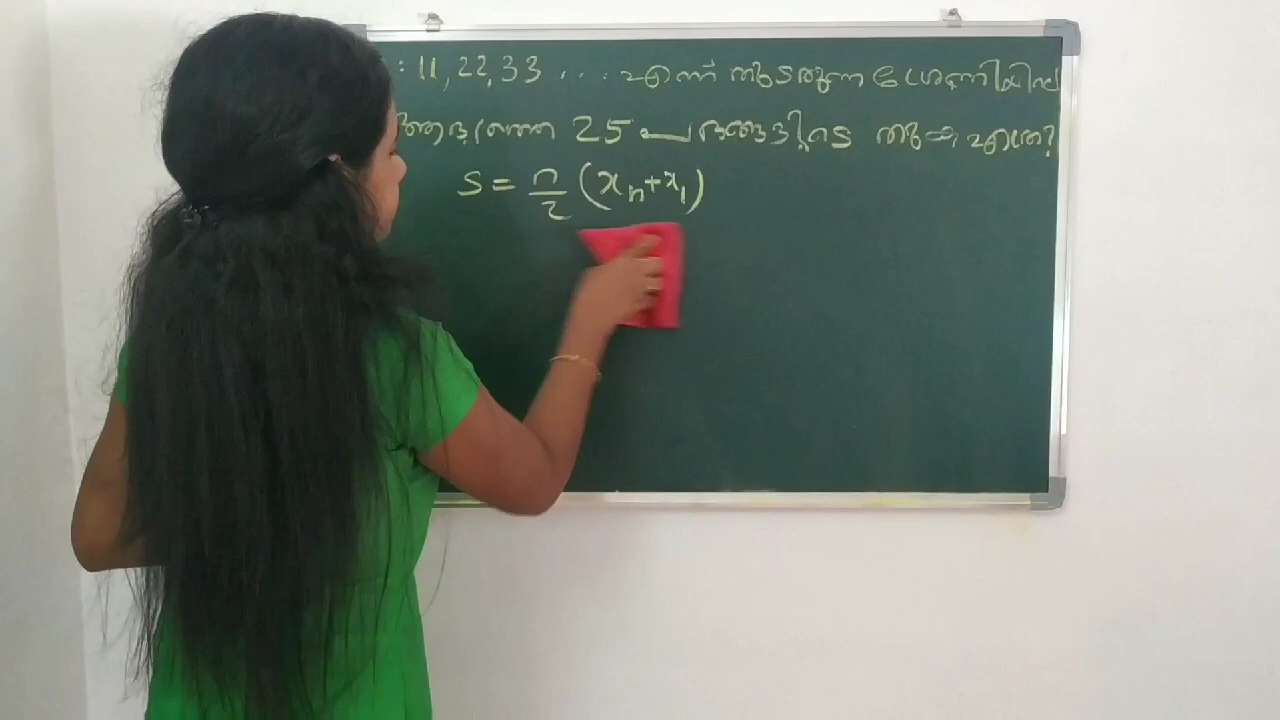 : 11, 22, 33 .... എന്ന് തുടരുന്ന ശ്രേണിയിലെ
ആദ്യത്തെ 25 പദങ്ങളുടെ തുക എത്ര?
S = n/2 (xₙ + x₁)